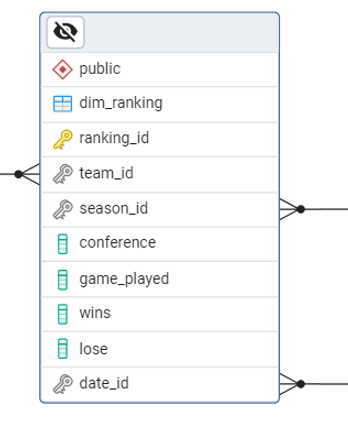 public
dim_ranking
ranking_id
team_id
season_id
conference
game_played
wins
lose
date_id